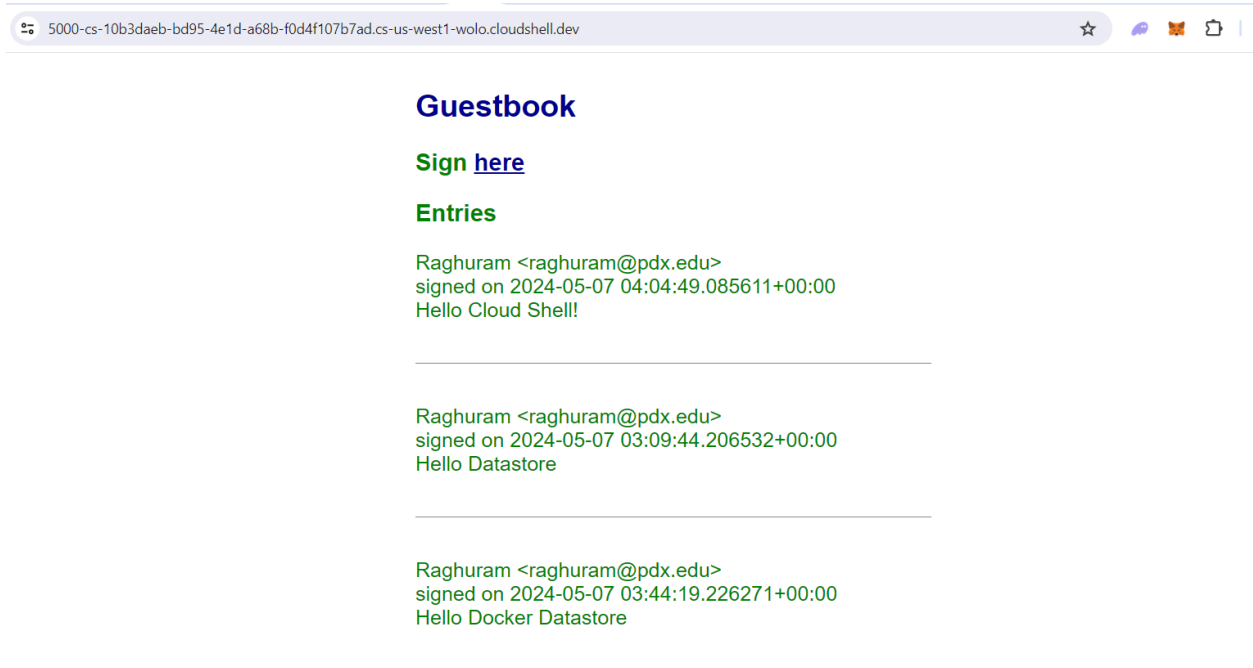 5000-cs-10b3daeb-bd95-4e1d-a68b-f0d4f107b7ad.cs-us-west1-wolo.cloudshell.dev
Guestbook
Sign here
Entries
Raghuram <raghuram@pdx.edu>
signed on 2024-05-07 04:04:49.085611+00:00
Hello Cloud Shell!
Raghuram <raghuram@pdx.edu>
signed on 2024-05-07 03:09:44.206532+00:00
Hello Datastore
Raghuram <raghuram@pdx.edu>
signed on 2024-05-07 03:44:19.226271+00:00
Hello Docker Datastore